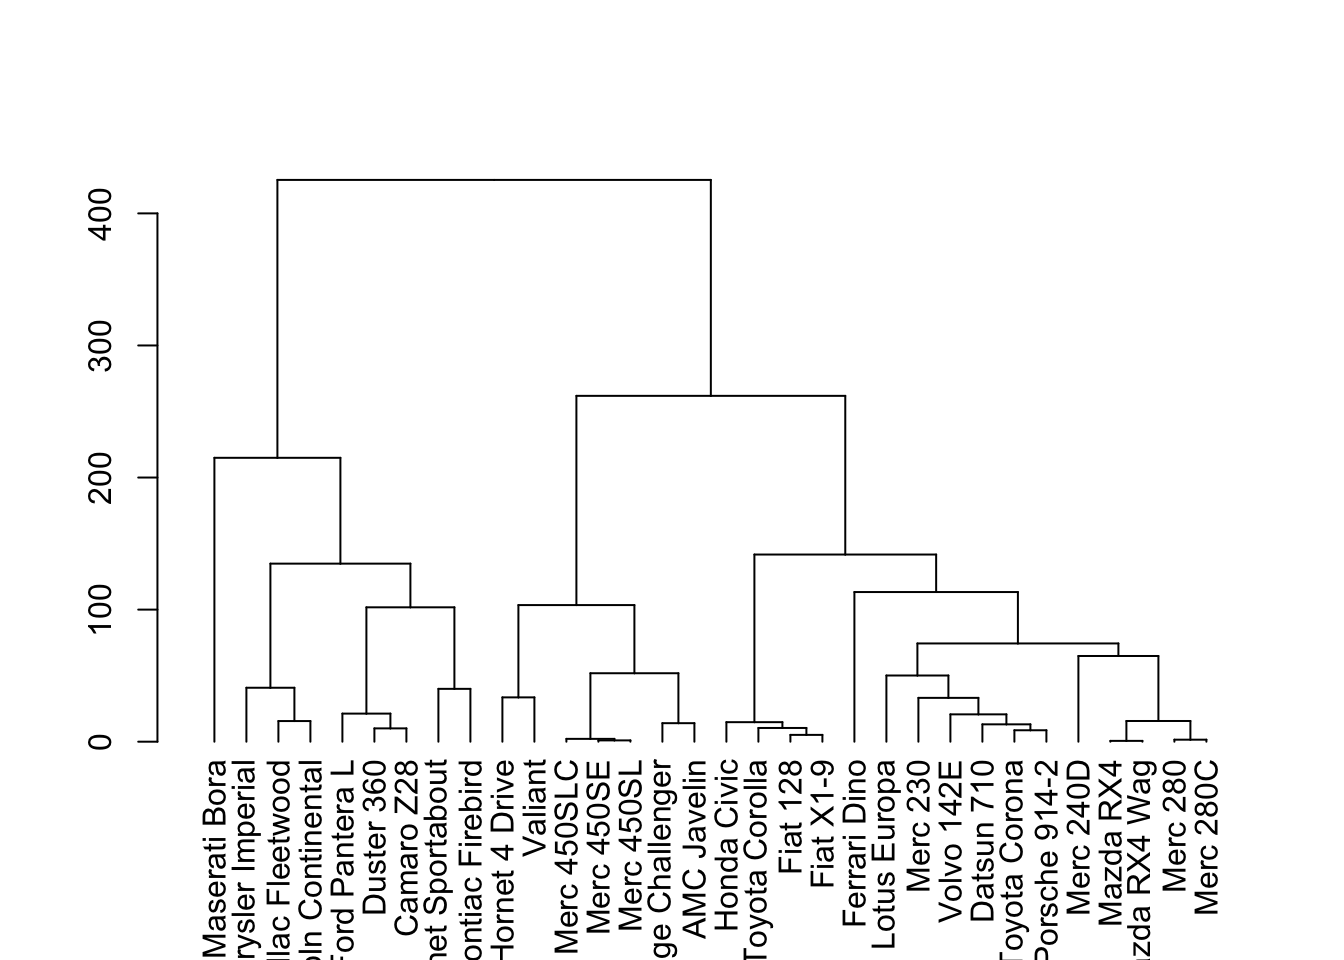 400
300
200
100
0
Maserati Bora
rysler Imperial
llac Fleetwood
oln Continental
Ford Pantera L
Duster 360
Camaro Z28
net Sportabout
ontiac Firebird
Hornet 4 Drive
Valiant
Merc 450SLC
Merc 450SE
Merc 450SL
ge Challenger
AMC Javelin
Honda Civic
Toyota Corolla
Fiat 128
Fiat X1-9
Ferrari Dino
Lotus Europa
Merc 230
Volvo 142E
Datsun 710
Toyota Corona
Porsche 914-2
Merc 240D
Mazda RX4
azda RX4 Wag
Merc 280
Merc 280C